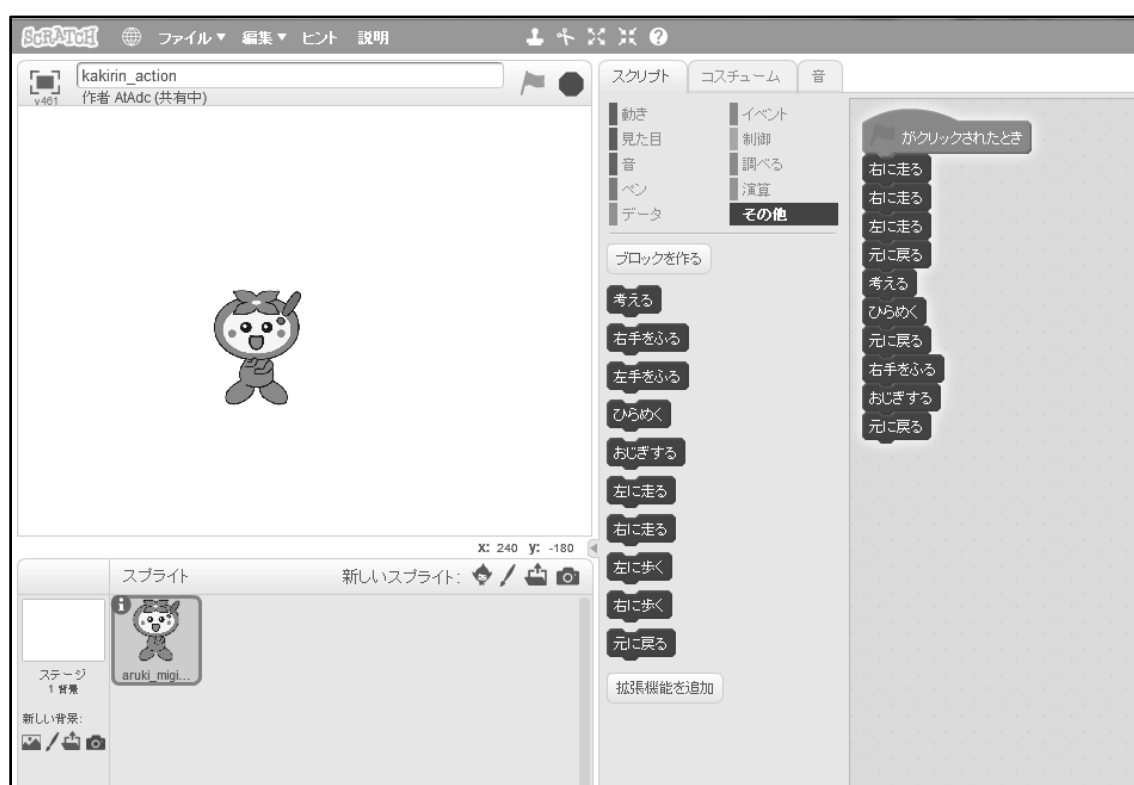 SCRATCH ファイル▼ 編集▼ ヒント 説明
v461
kakirin_action
作者 AtAdc (共有中)
x: 240 y: -180
スプライト
新しいスプライト:
ステージ
1 背景
新しい背景:
aruki_migi...
スクリプト
コスチューム
音
動き
見た目
音
ペン
データ
イベント
制御
調べる
演算
その他
ブロックを作る
考える
右手をふる
左手をふる
ひらめく
おじぎする
左に走る
右に走る
左に歩く
右に歩く
元に戻る
拡張機能を追加
がクリックされたとき
右に走る
右に走る
左に走る
元に戻る
考える
ひらめく
元に戻る
右手をふる
おじぎする
元に戻る